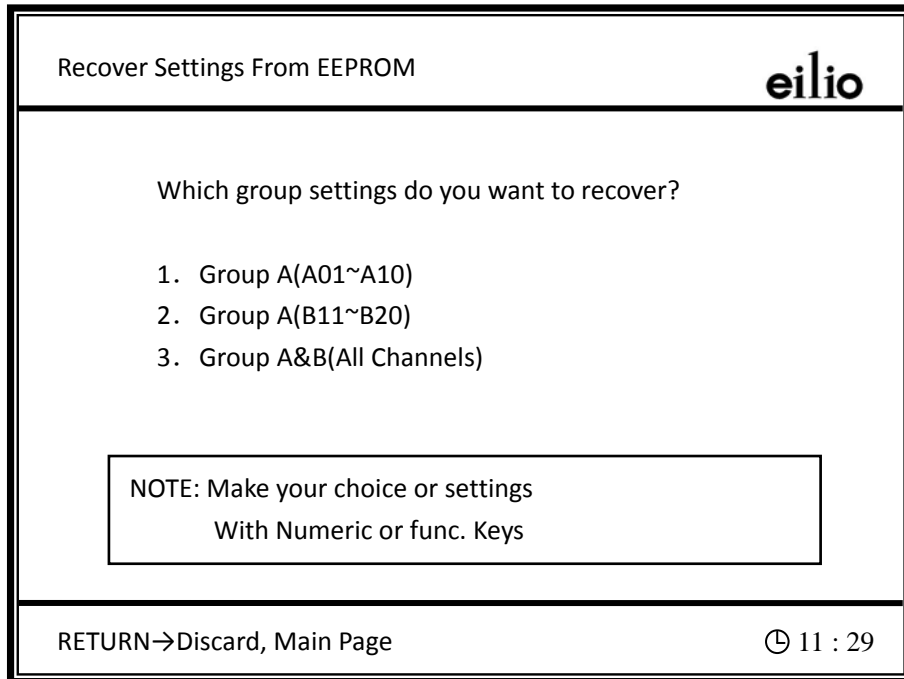 Recover Settings From EEPROM
eilio
Which group settings do you want to recover?
1. Group A(A01~A10)
2. Group A(B11~B20)
3. Group A&B(All Channels)
NOTE: Make your choice or settings
With Numeric or func. Keys
RETURN→Discard, Main Page
11 : 29